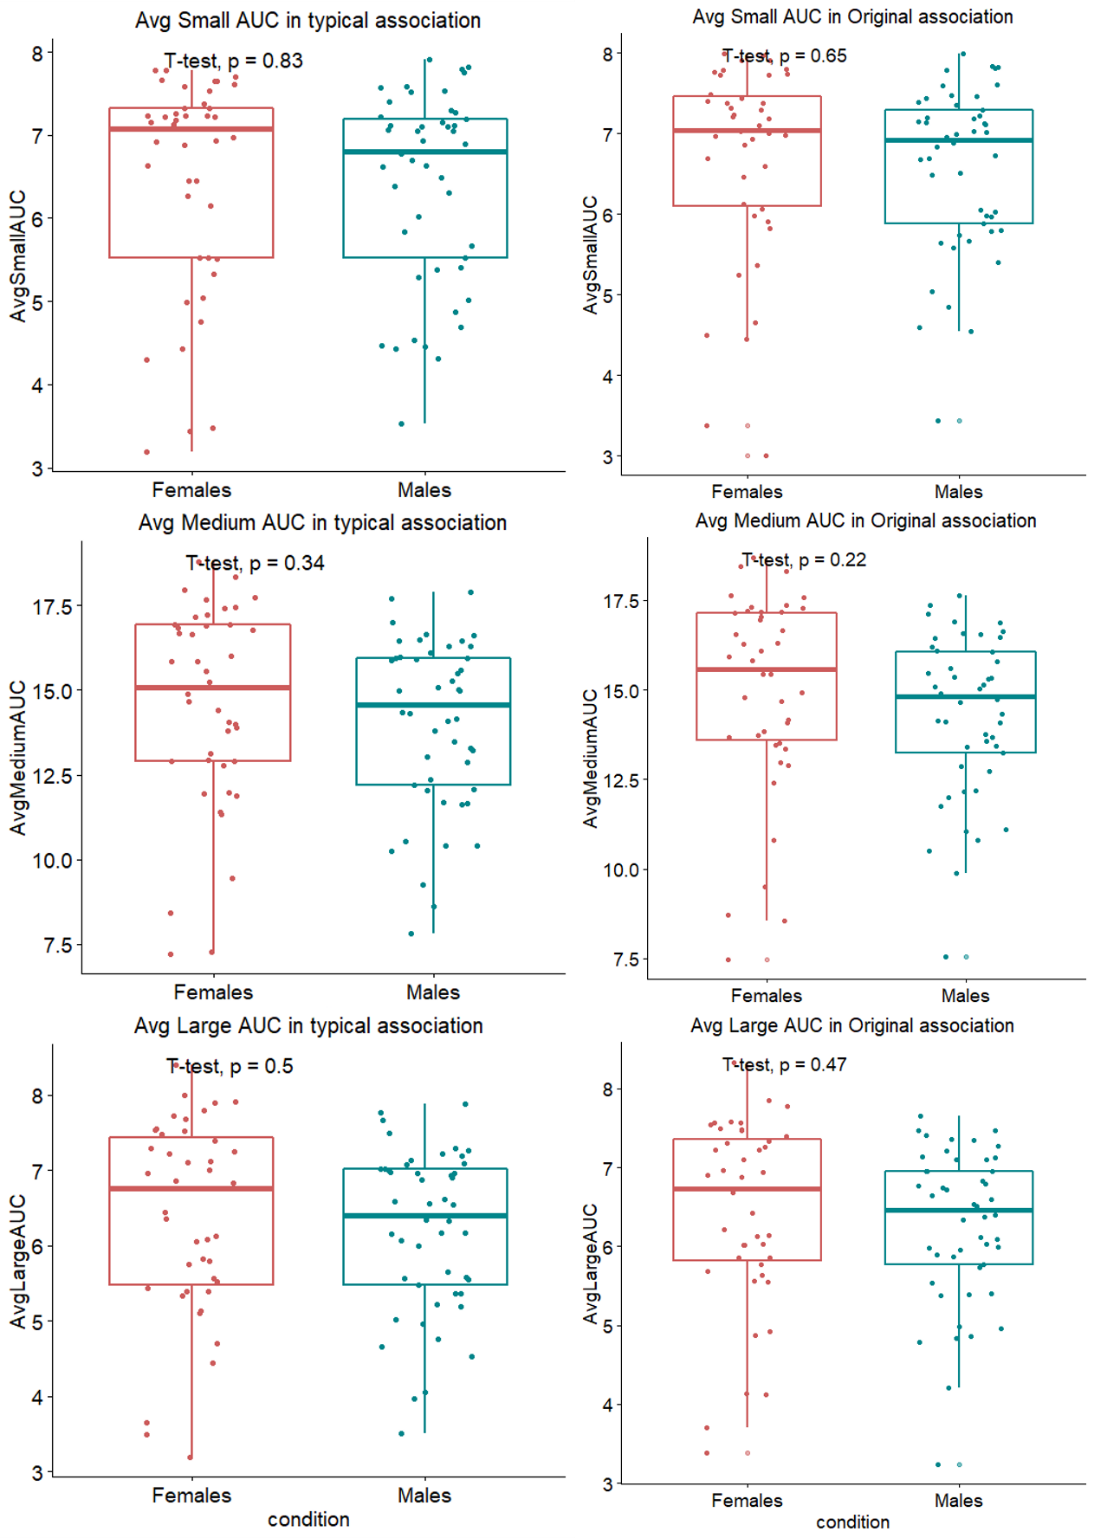 Avg Small AUC in typical association
T-test, p = 0.83
AvgSmallAUC
8
7
6
5
4
3
Females Males
Avg Small AUC in Original association
T-test, p = 0.65
AvgSmallAUC
8
7
6
5
4
3
Females Males
Avg Medium AUC in typical association
T-test, p = 0.34
AvgMediumAUC
17.5
15.0
12.5
10.0
7.5
Females Males
Avg Medium AUC in Original association
T-test, p = 0.22
AvgMediumAUC
17.5
15.0
12.5
10.0
7.5
Females Males
Avg Large AUC in typical association
T-test, p = 0.5
AvgLargeAUC
8
7
6
5
4
3
Females Males
condition
Avg Large AUC in Original association
T-test, p = 0.47
AvgLargeAUC
8
7
6
5
4
3
Females Males
condition